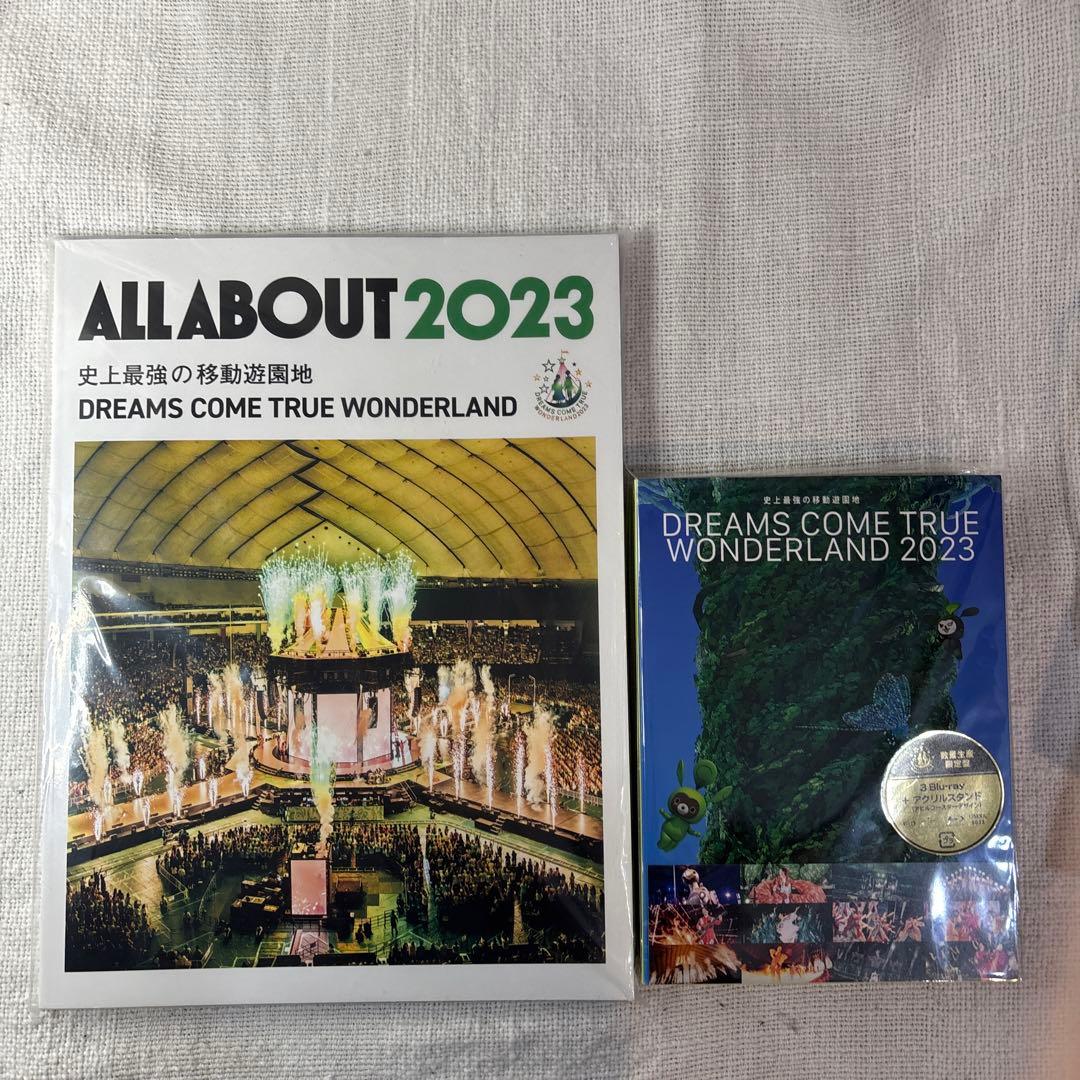 ALL ABOUT 2023
史上最強の移動遊園地
DREAMS COME TRUE WONDERLAND
DREAMS COME TRUE
WONDERLAND 2023
史上最強の移動遊園地
DREAMS COME TRUE
WONDERLAND 2023
数量生産
限定盤
3 Blu-ray
+ アクリルスタンド